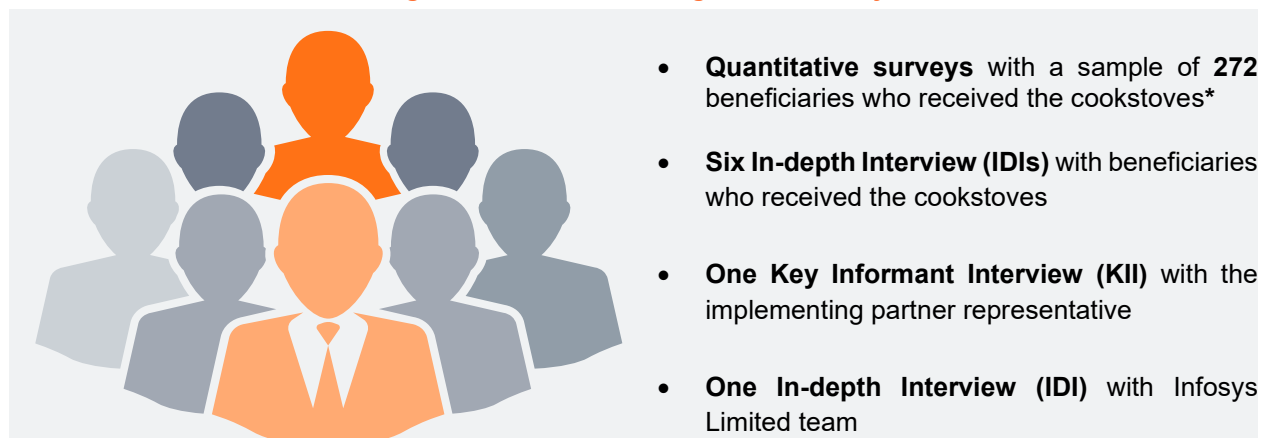 • Quantitative surveys with a sample of 272
beneficiaries who received the cookstoves*
• Six In-depth Interview (IDIs) with beneficiaries
who received the cookstoves
• One Key Informant Interview (KII) with the
implementing partner representative
• One In-depth Interview (IDI) with Infosys
Limited team